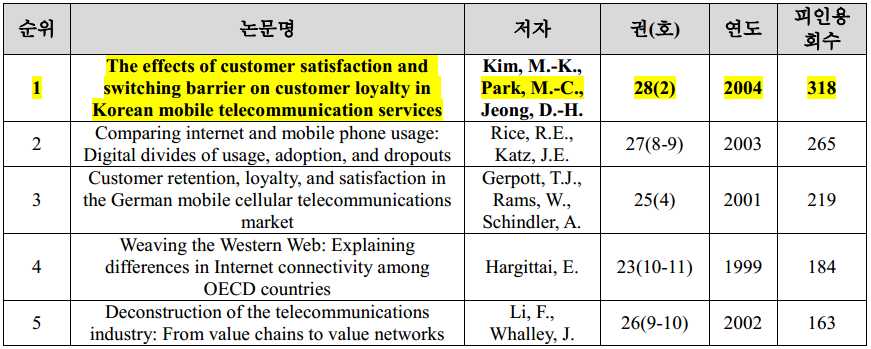 순위 논문명 저자 권(호) 연도 피인용
회수
1 The effects of customer satisfaction and
switching barrier on customer loyalty in
Korean mobile telecommunication services Kim, M.-K.,
Park, M.-C.,
Jeong, D.-H. 28(2) 2004 318
2 Comparing internet and mobile phone usage:
Digital divides of usage, adoption, and dropouts Rice, R.E.,
Katz, J.E. 27(8-9) 2003 265
3 Customer retention, loyalty, and satisfaction in
the German mobile cellular telecommunications
market Gerpott, T.J.,
Rams, W.,
Schindler, A. 25(4) 2001 219
4 Weaving the Western Web: Explaining
differences in Internet connectivity among
OECD countries Hargittai, E. 23(10-11) 1999 184
5 Deconstruction of the telecommunications
industry: From value chains to value networks Li, F.,
Whalley, J. 26(9-10) 2002 163